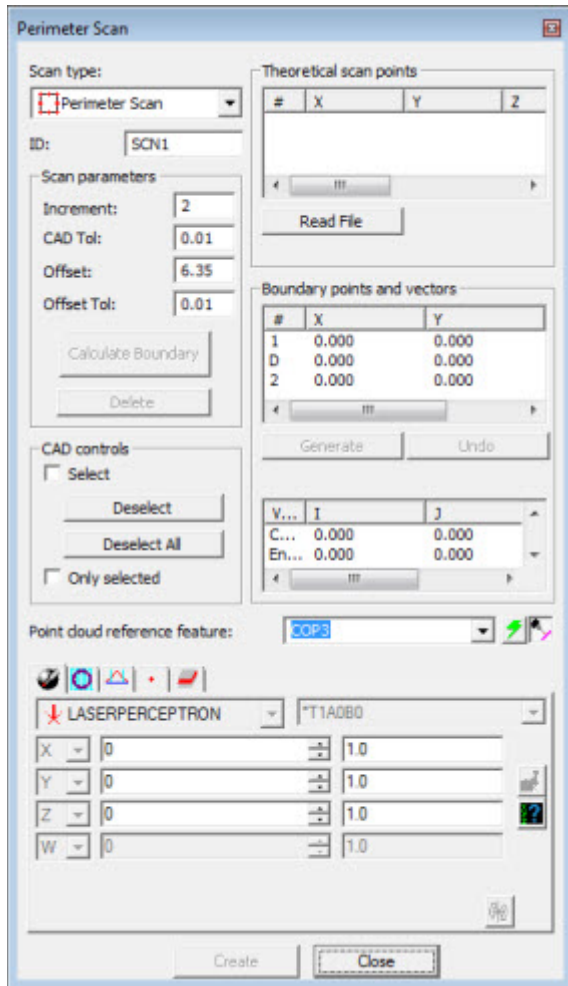 Perimeter Scan
Scan type:
Perimeter Scan
ID: SCN1
Scan parameters
Increment: 2
CAD Tol: 0.01
Offset: 6.35
Offset Tol: 0.01
Calculate Boundary
Delete
CAD controls
Select
Deselect
Deselect All
Only selected
Theoretical scan points
# X Y Z
Read File
Boundary points and vectors
# X Y
1 0.000 0.000
D 0.000 0.000
2 0.000 0.000
Generate Undo
V... I J
C... 0.000 0.000
En... 0.000 0.000
Point cloud reference feature: COP3
LASERPERCEPTRON *T1A0B0
X 0 1.0
Y 0 1.0
Z 0 1.0
W 0 1.0
Create Close